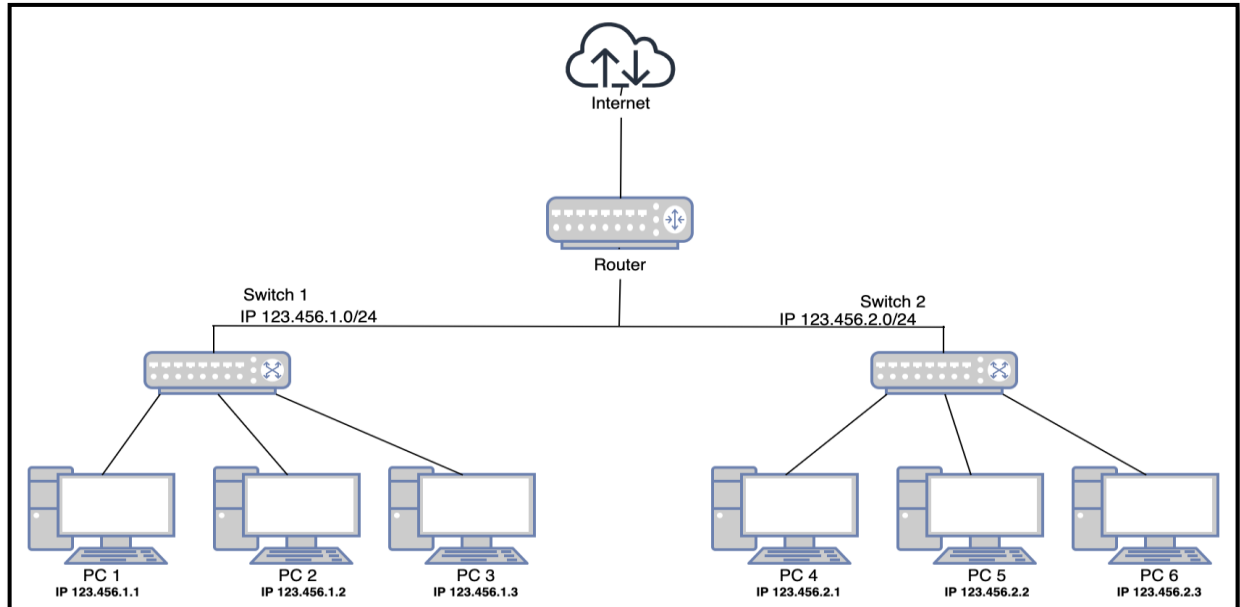 Internet
Router
Switch 1
IP 123.456.1.0/24
Switch 2
IP 123.456.2.0/24
PC 1
IP 123.456.1.1
PC 2
IP 123.456.1.2
PC 3
IP 123.456.1.3
PC 4
IP 123.456.2.1
PC 5
IP 123.456.2.2
PC 6
IP 123.456.2.3